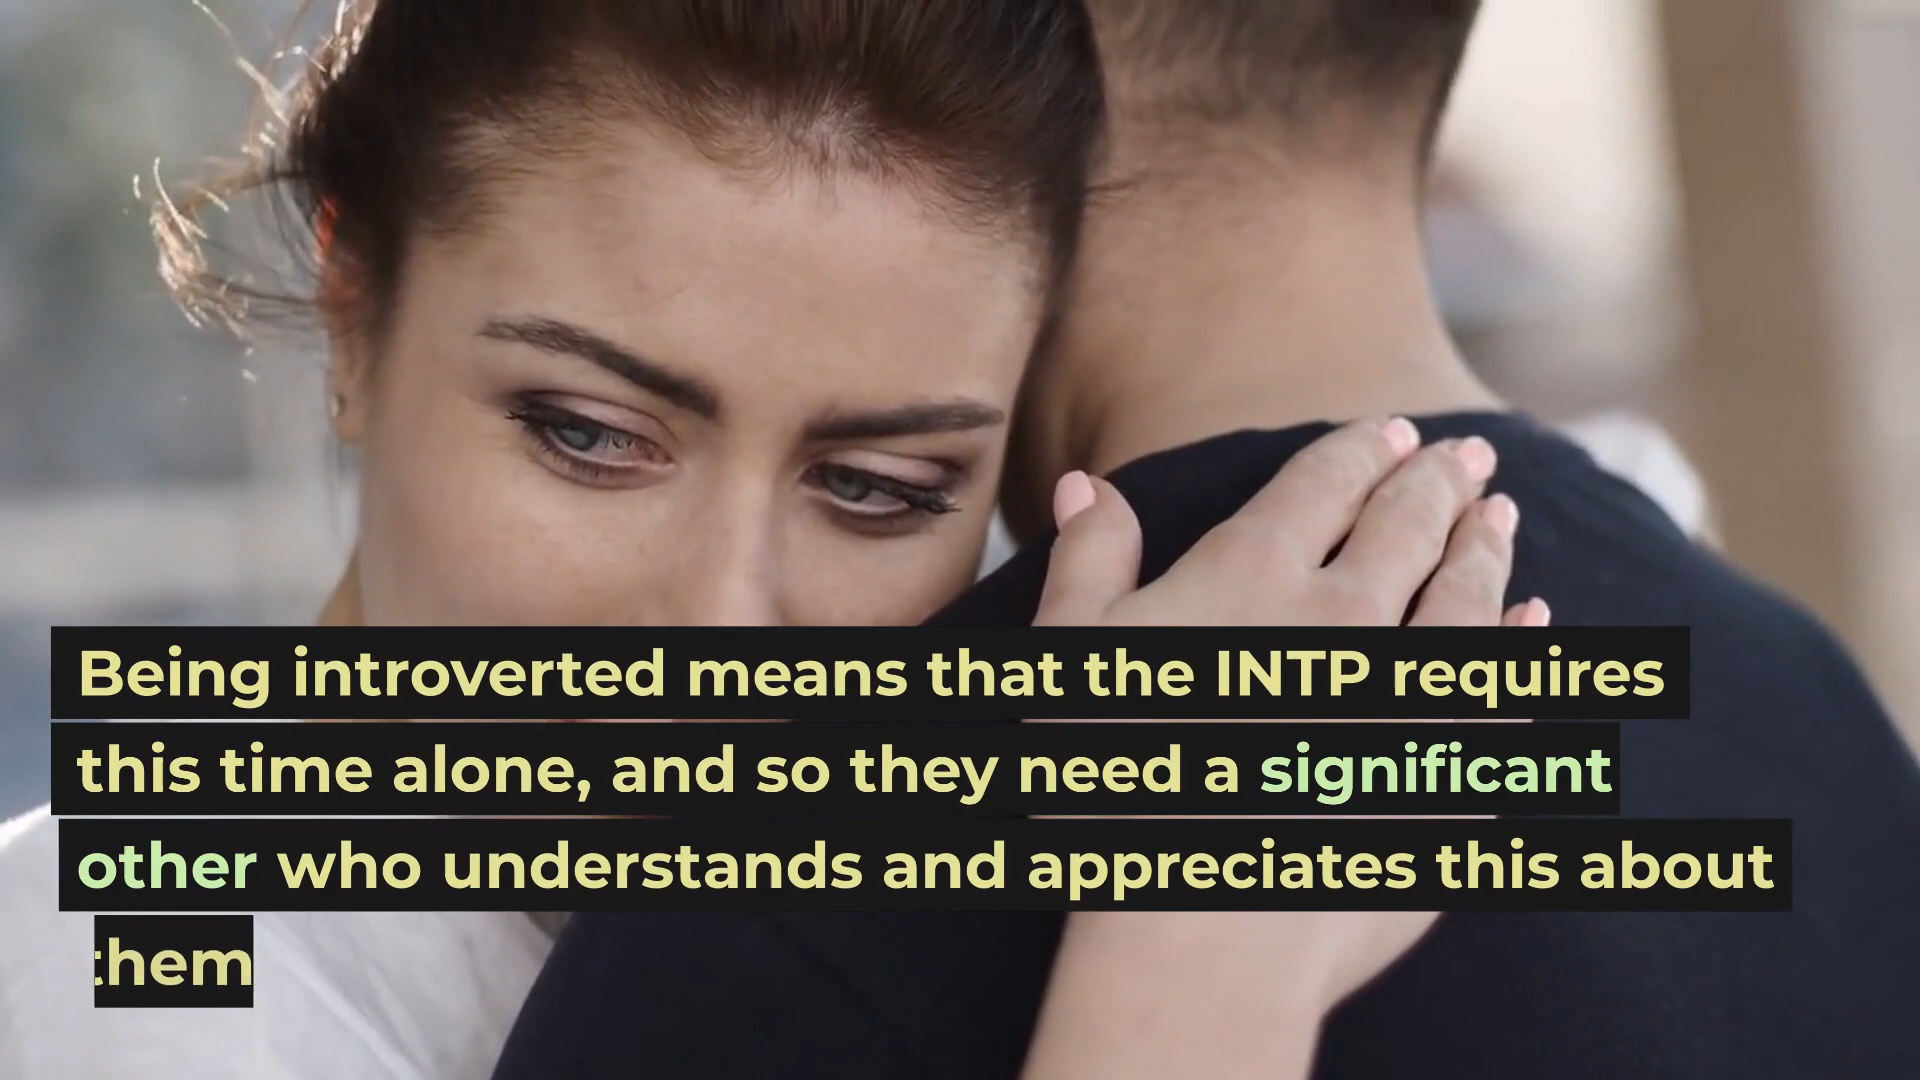 Being introverted means that the INTP requires
this time alone, and so they need a significant
other who understands and appreciates this about
them